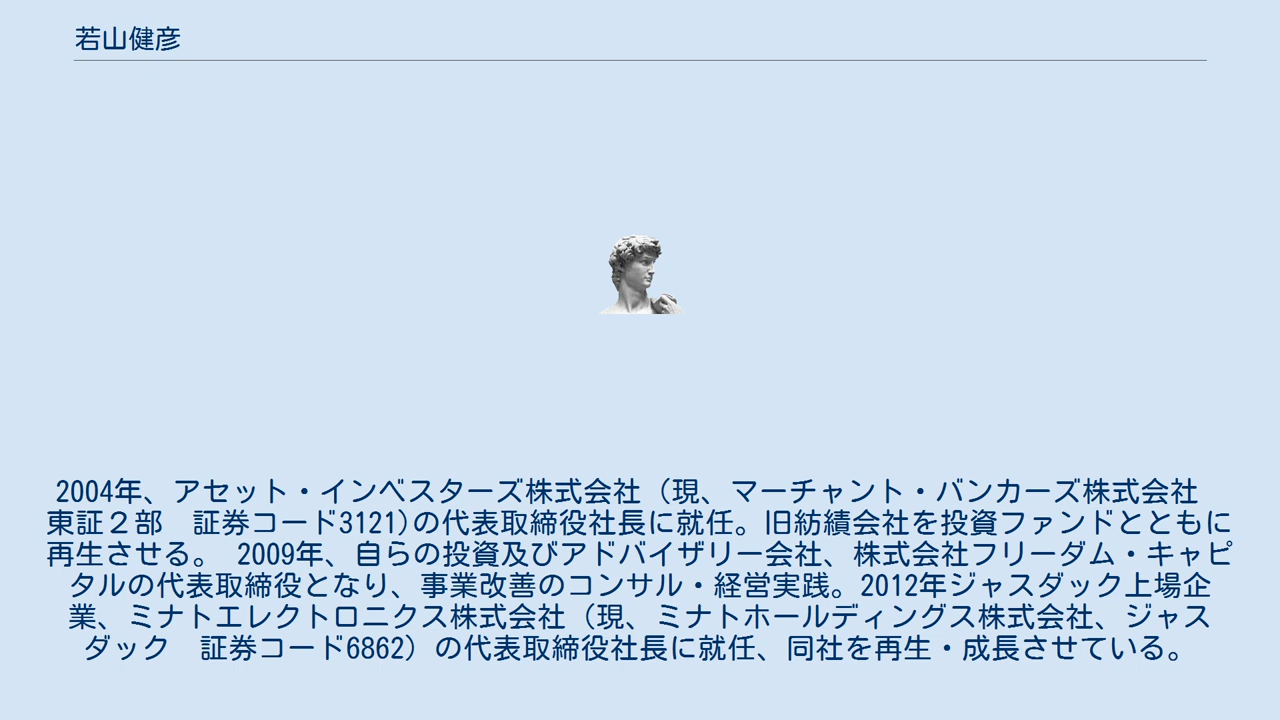 若山健彦
2004年、アセット・インベスターズ株式会社（現、マーチャント・バンカーズ株式会社
東証２部　証券コード3121)の代表取締役社長に就任。旧紡績会社を投資ファンドとともに
再生させる。 2009年、自らの投資及びアドバイザリー会社、株式会社フリーダム・キャピ
タルの代表取締役となり、事業改善のコンサル・経営実践。2012年ジャスダック上場企
業、ミナトエレクトロニクス株式会社（現、ミナトホールディングス株式会社、ジャス
ダック　証券コード6862）の代表取締役社長に就任、同社を再生・成長させている。